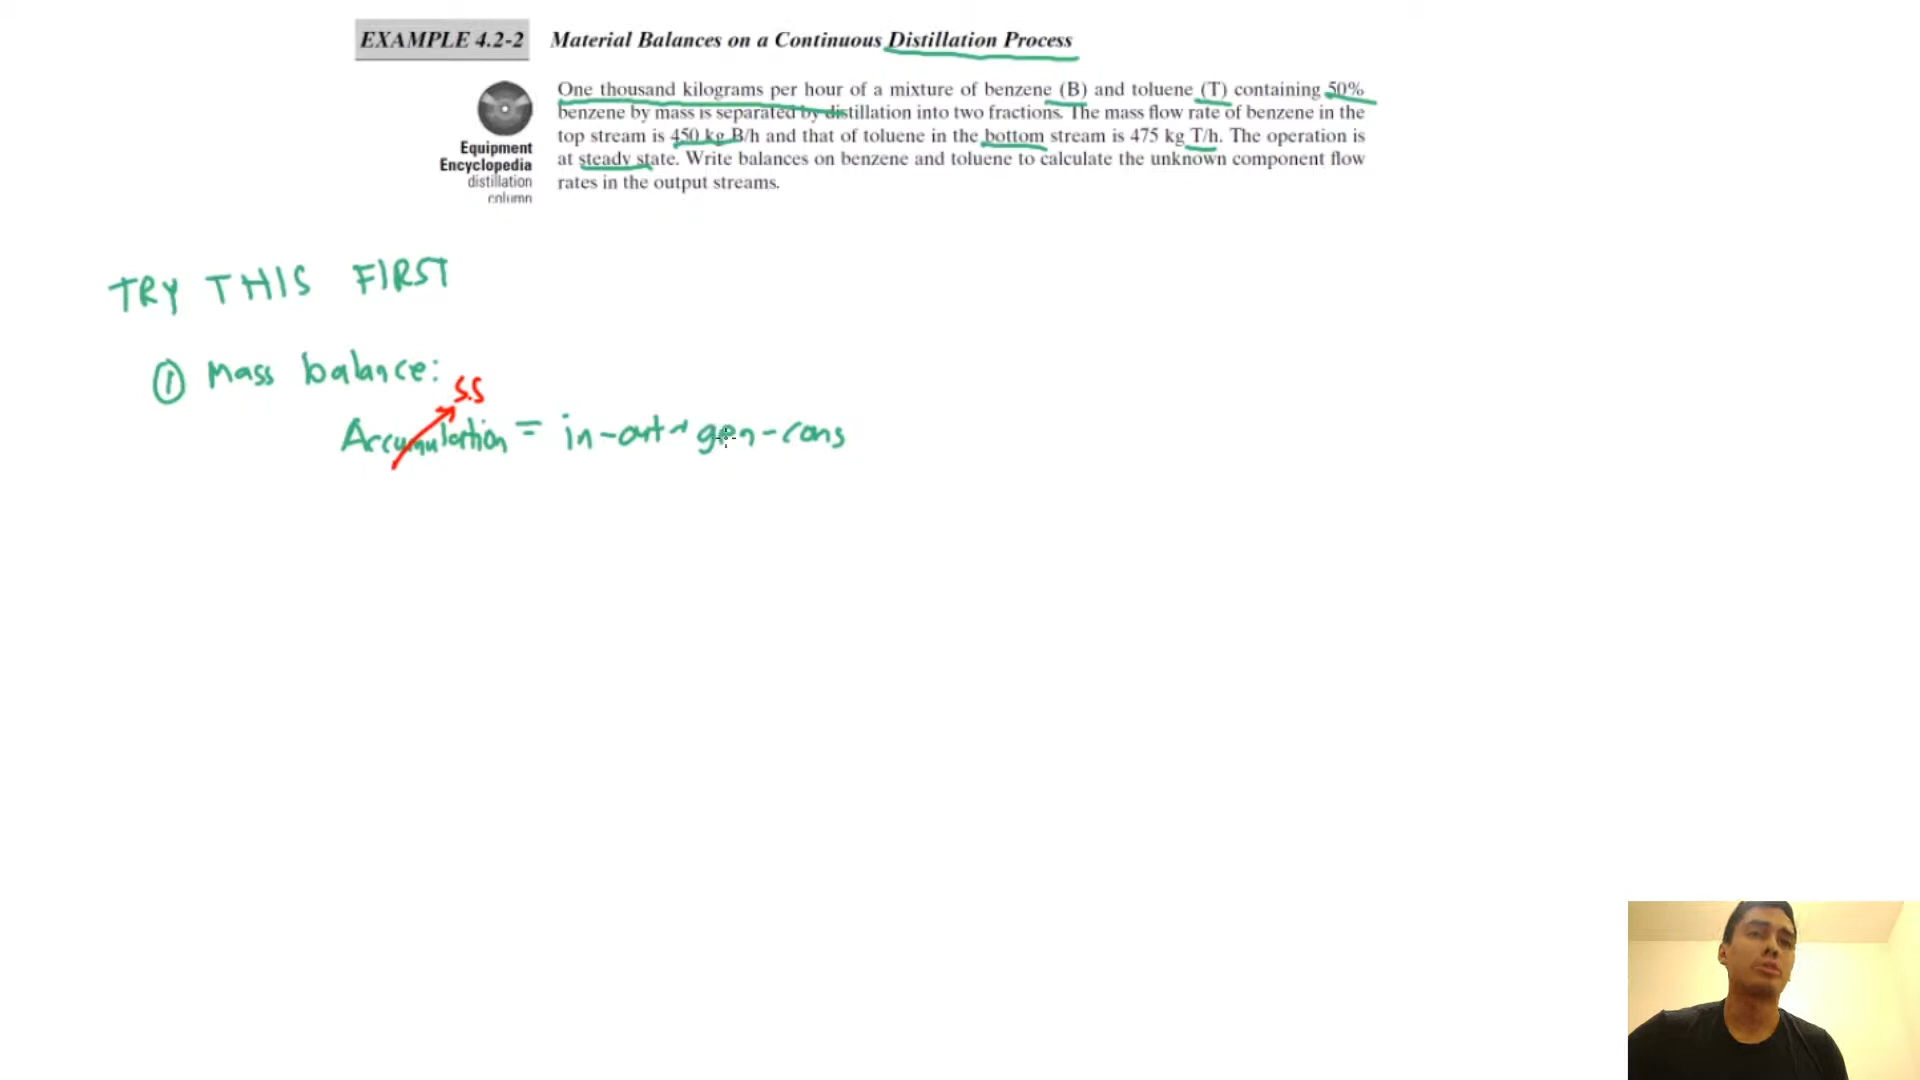 EXAMPLE 4.2-2 Material Balances on a Continuous Distillation Process
One thousand kilograms per hour of a mixture of benzene (B) and toluene (T) containing 50%
benzene by mass is separated by distillation into two fractions. The mass flow rate of benzene in the
top stream is 450 kg B/h and that of toluene in the bottom stream is 475 kg T/h. The operation is
at steady state. Write balances on benzene and toluene to calculate the unknown component flow
rates in the output streams.
Equipment
Encyclopedia
distillation
column
TRY THIS FIRST
① Mass balance:
S.S
Accumulation = in-out+gen-cons